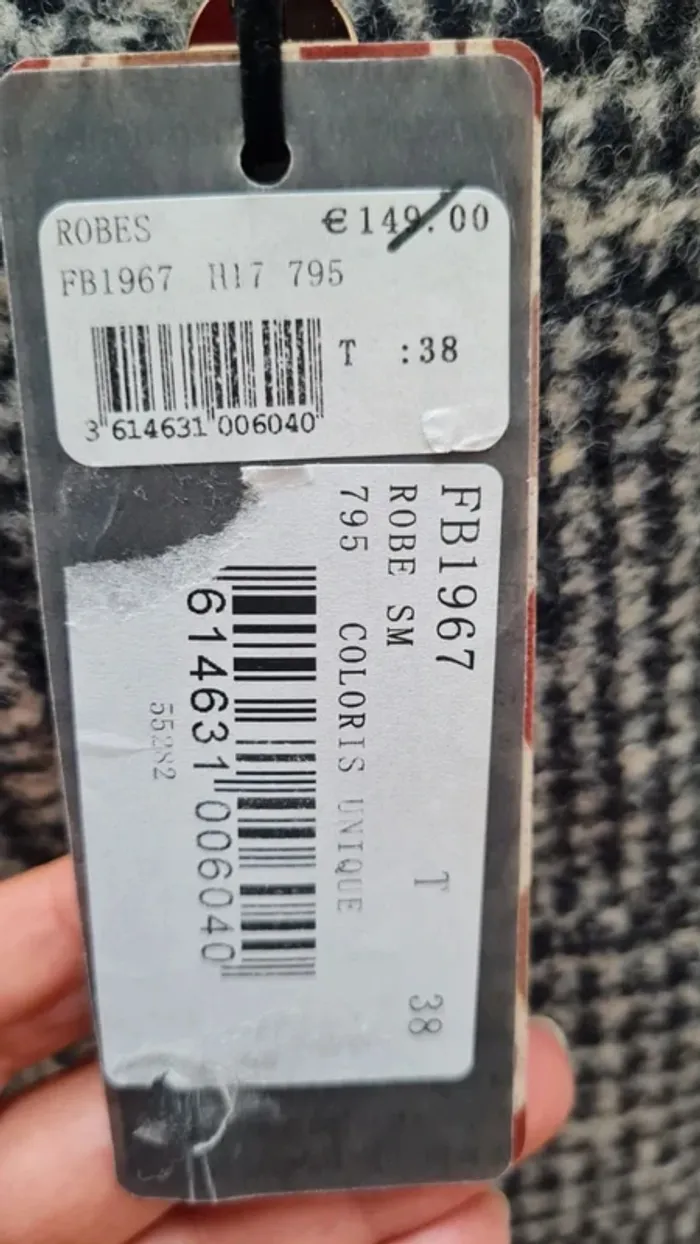 ROBES €149.00
FB1967 H17 795
T :38
3 614631 006040
FB1967
ROBE SM T 38
795 COLORIS UNIQUE
614631 006040